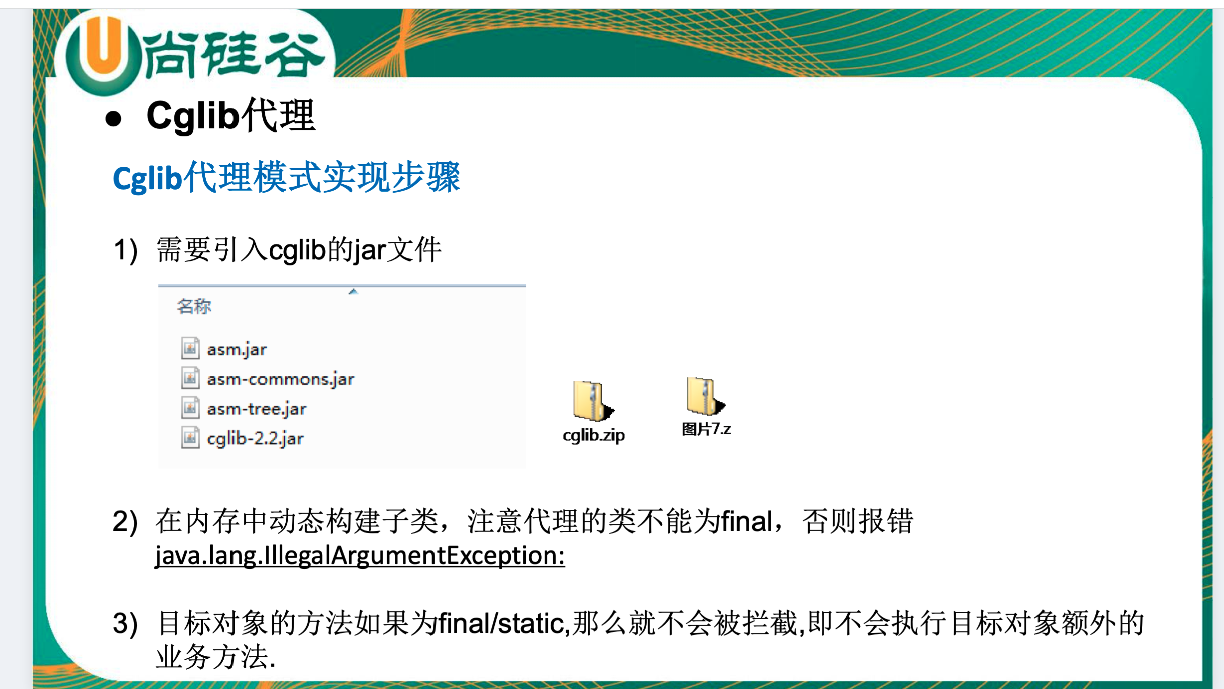 尚硅谷
● Cglib代理
Cglib代理模式实现步骤
1) 需要引入cglib的jar文件
名称
asm.jar
asm-commons.jar
asm-tree.jar
cglib-2.2.jar
cglib.zip
图片7.z
2) 在内存中动态构建子类，注意代理的类不能为final，否则报错
java.lang.IllegalArgumentException:
3) 目标对象的方法如果为final/static,那么就不会被拦截,即不会执行目标对象额外的
业务方法.